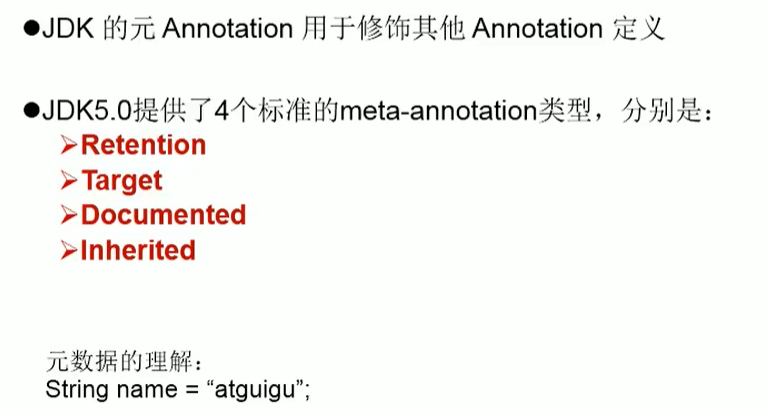 ●JDK 的元 Annotation 用于修饰其他 Annotation 定义
●JDK5.0提供了4个标准的meta-annotation类型，分别是：
➢Retention
➢Target
➢Documented
➢Inherited
元数据的理解：
String name = “atguigu”;